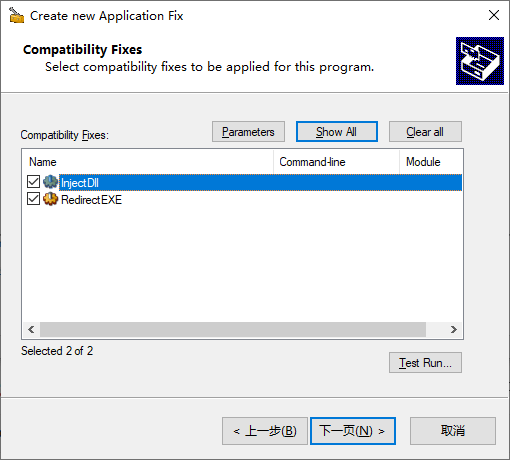 Create new Application Fix
Compatibility Fixes
Select compatibility fixes to be applied for this program.
Compatibility Fixes:
Parameters
Show All
Clear all
Name Command-line Module
InjectDll
RedirectEXE
Selected 2 of 2
Test Run...
< 上一步(B)
下一页(N) >
取消